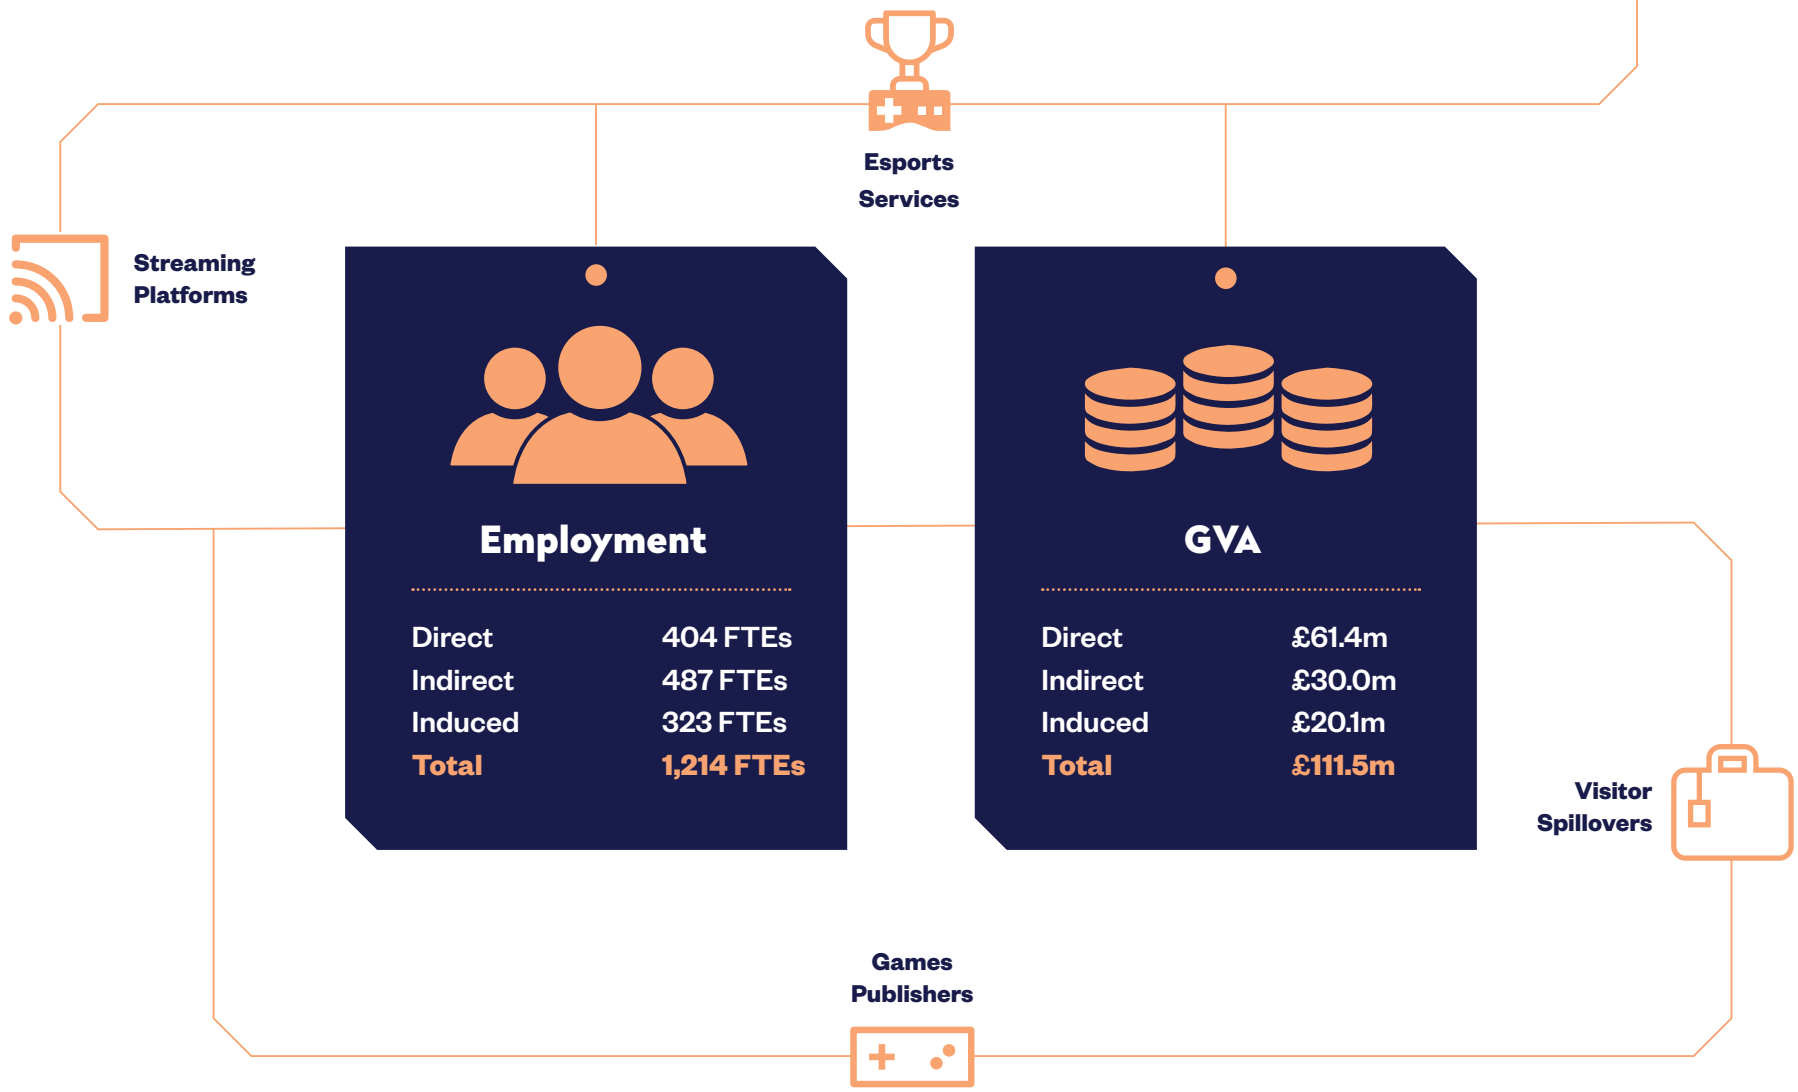 Esports
Services
Streaming
Platforms
Employment
Direct 404 FTEs
Indirect 487 FTEs
Induced 323 FTEs
Total 1,214 FTEs
GVA
Direct £61.4m
Indirect £30.0m
Induced £20.1m
Total £111.5m
Visitor
Spillovers
Games
Publishers